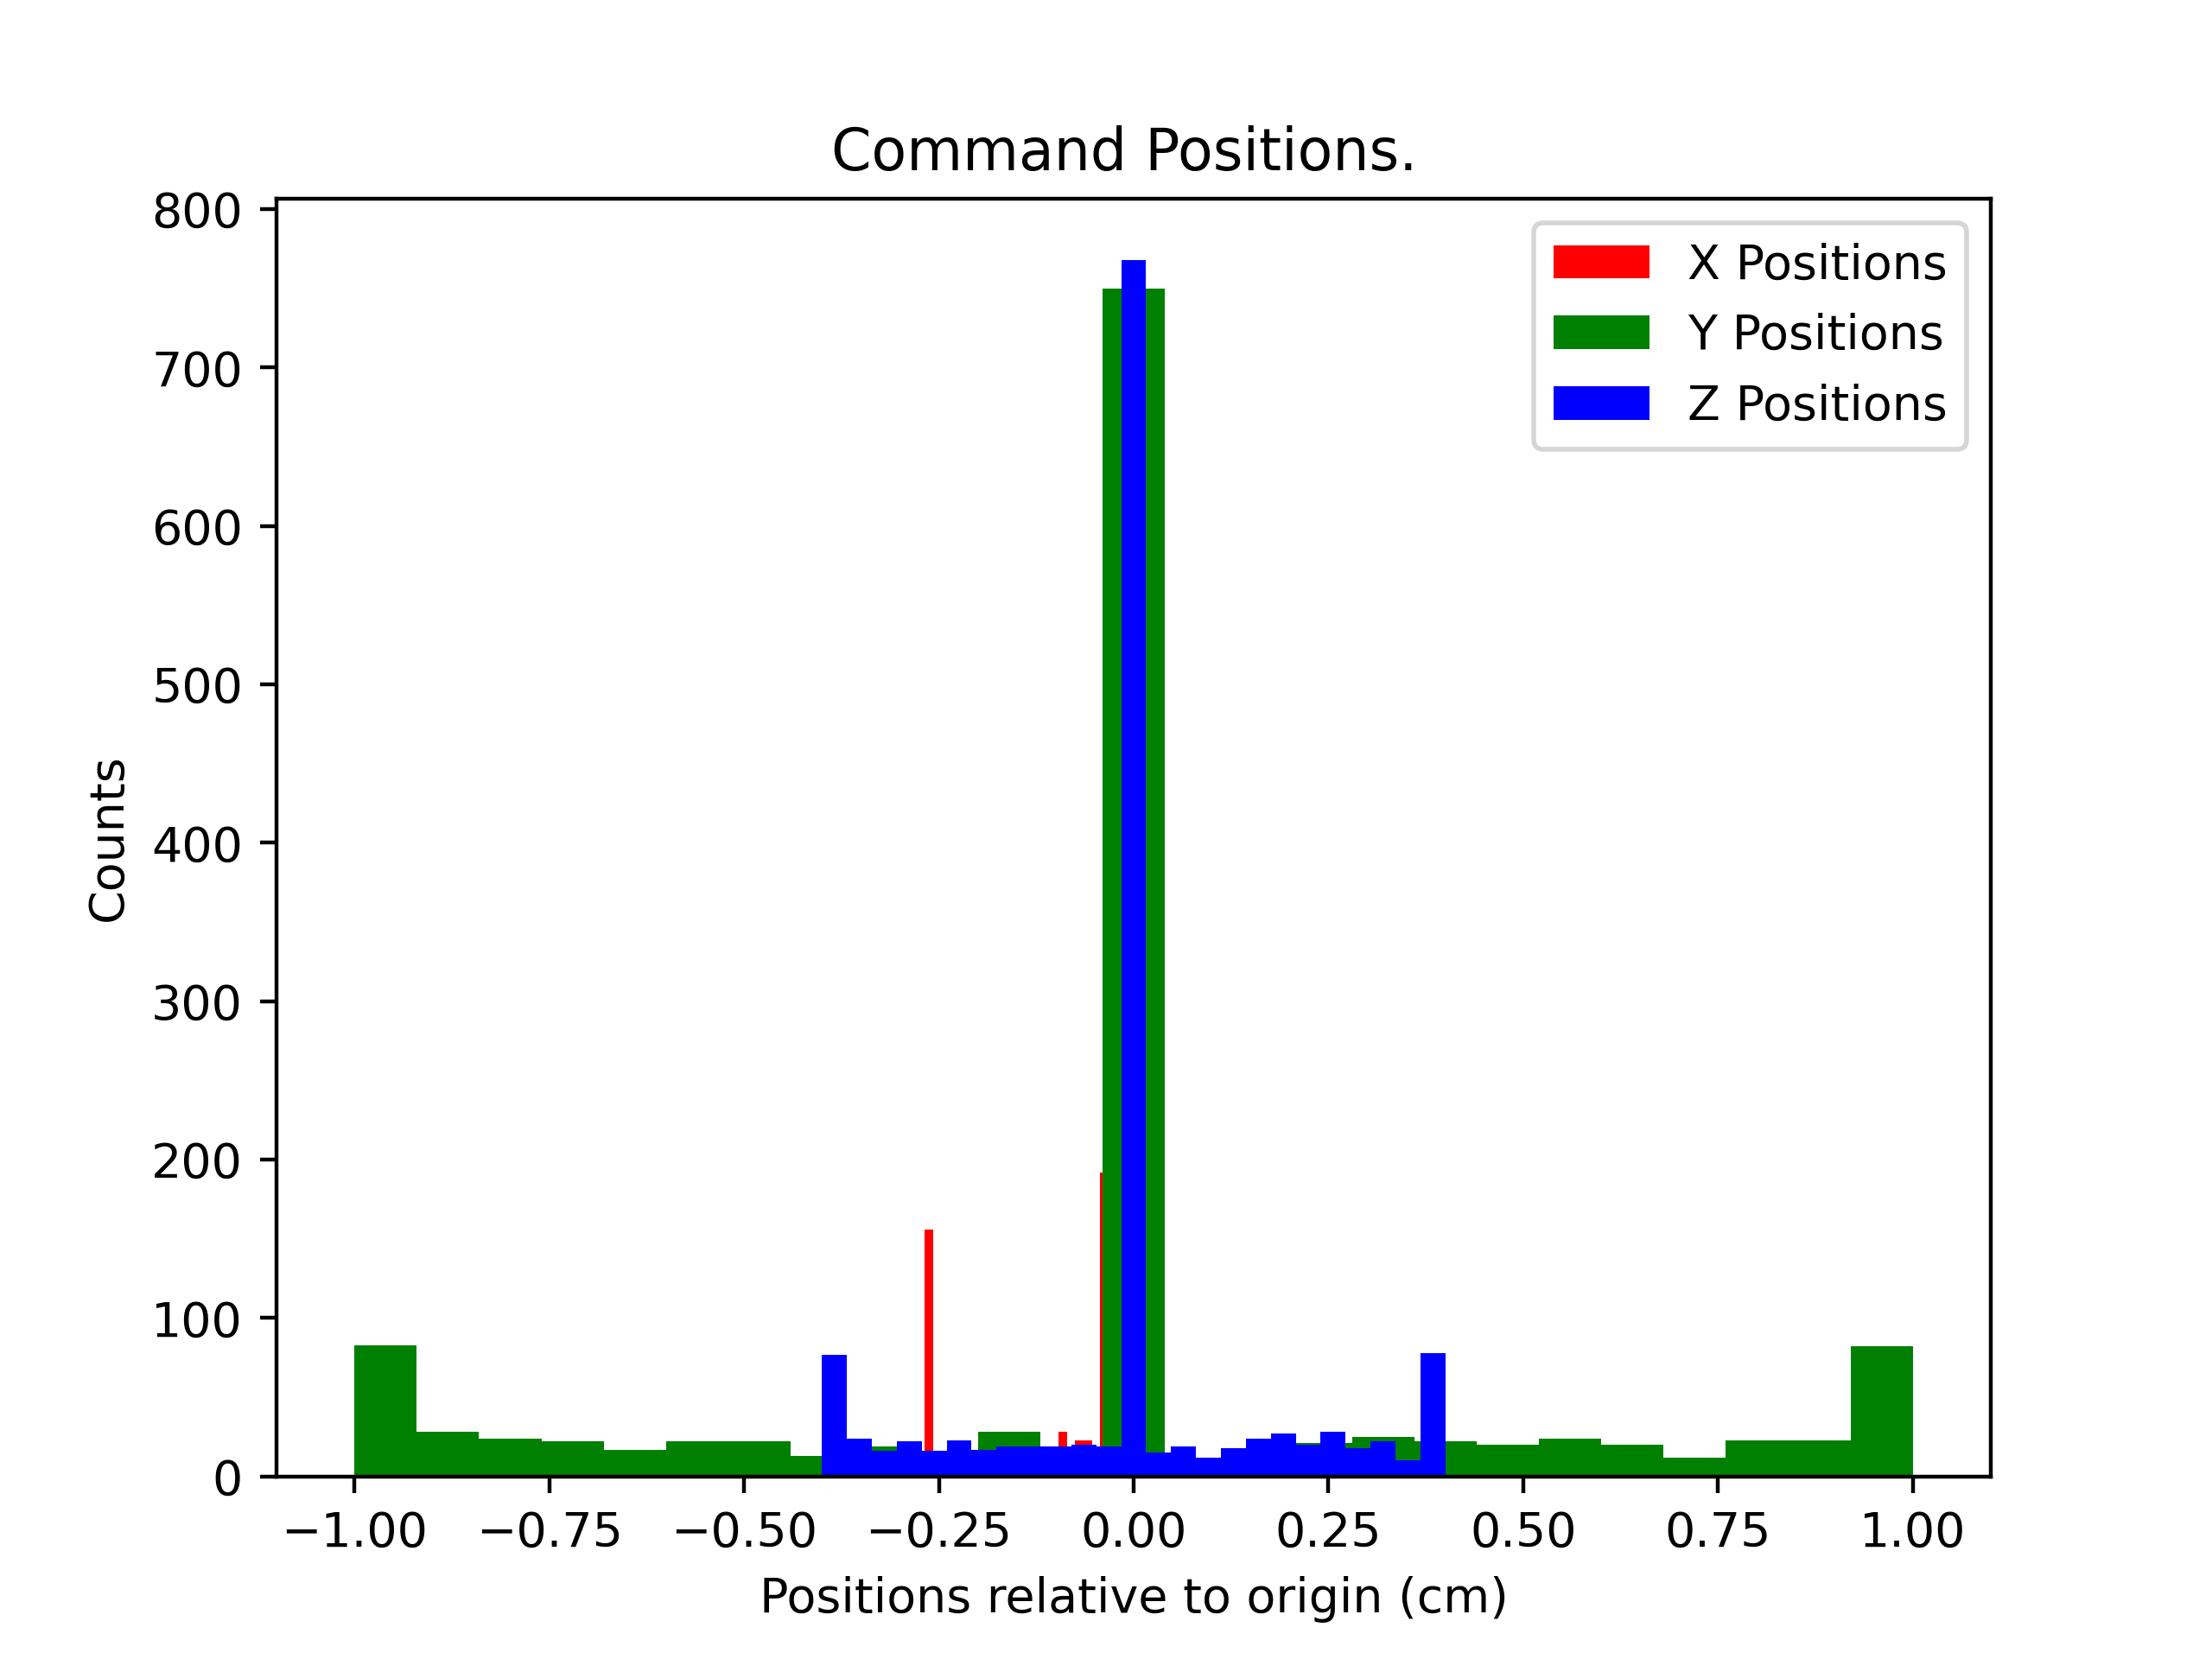 Command Positions.
800
700
600
500
400
300
200
100
0
Counts
X Positions
Y Positions
Z Positions
−1.00 −0.75 −0.50 −0.25 0.00 0.25 0.50 0.75 1.00
Positions relative to origin (cm)